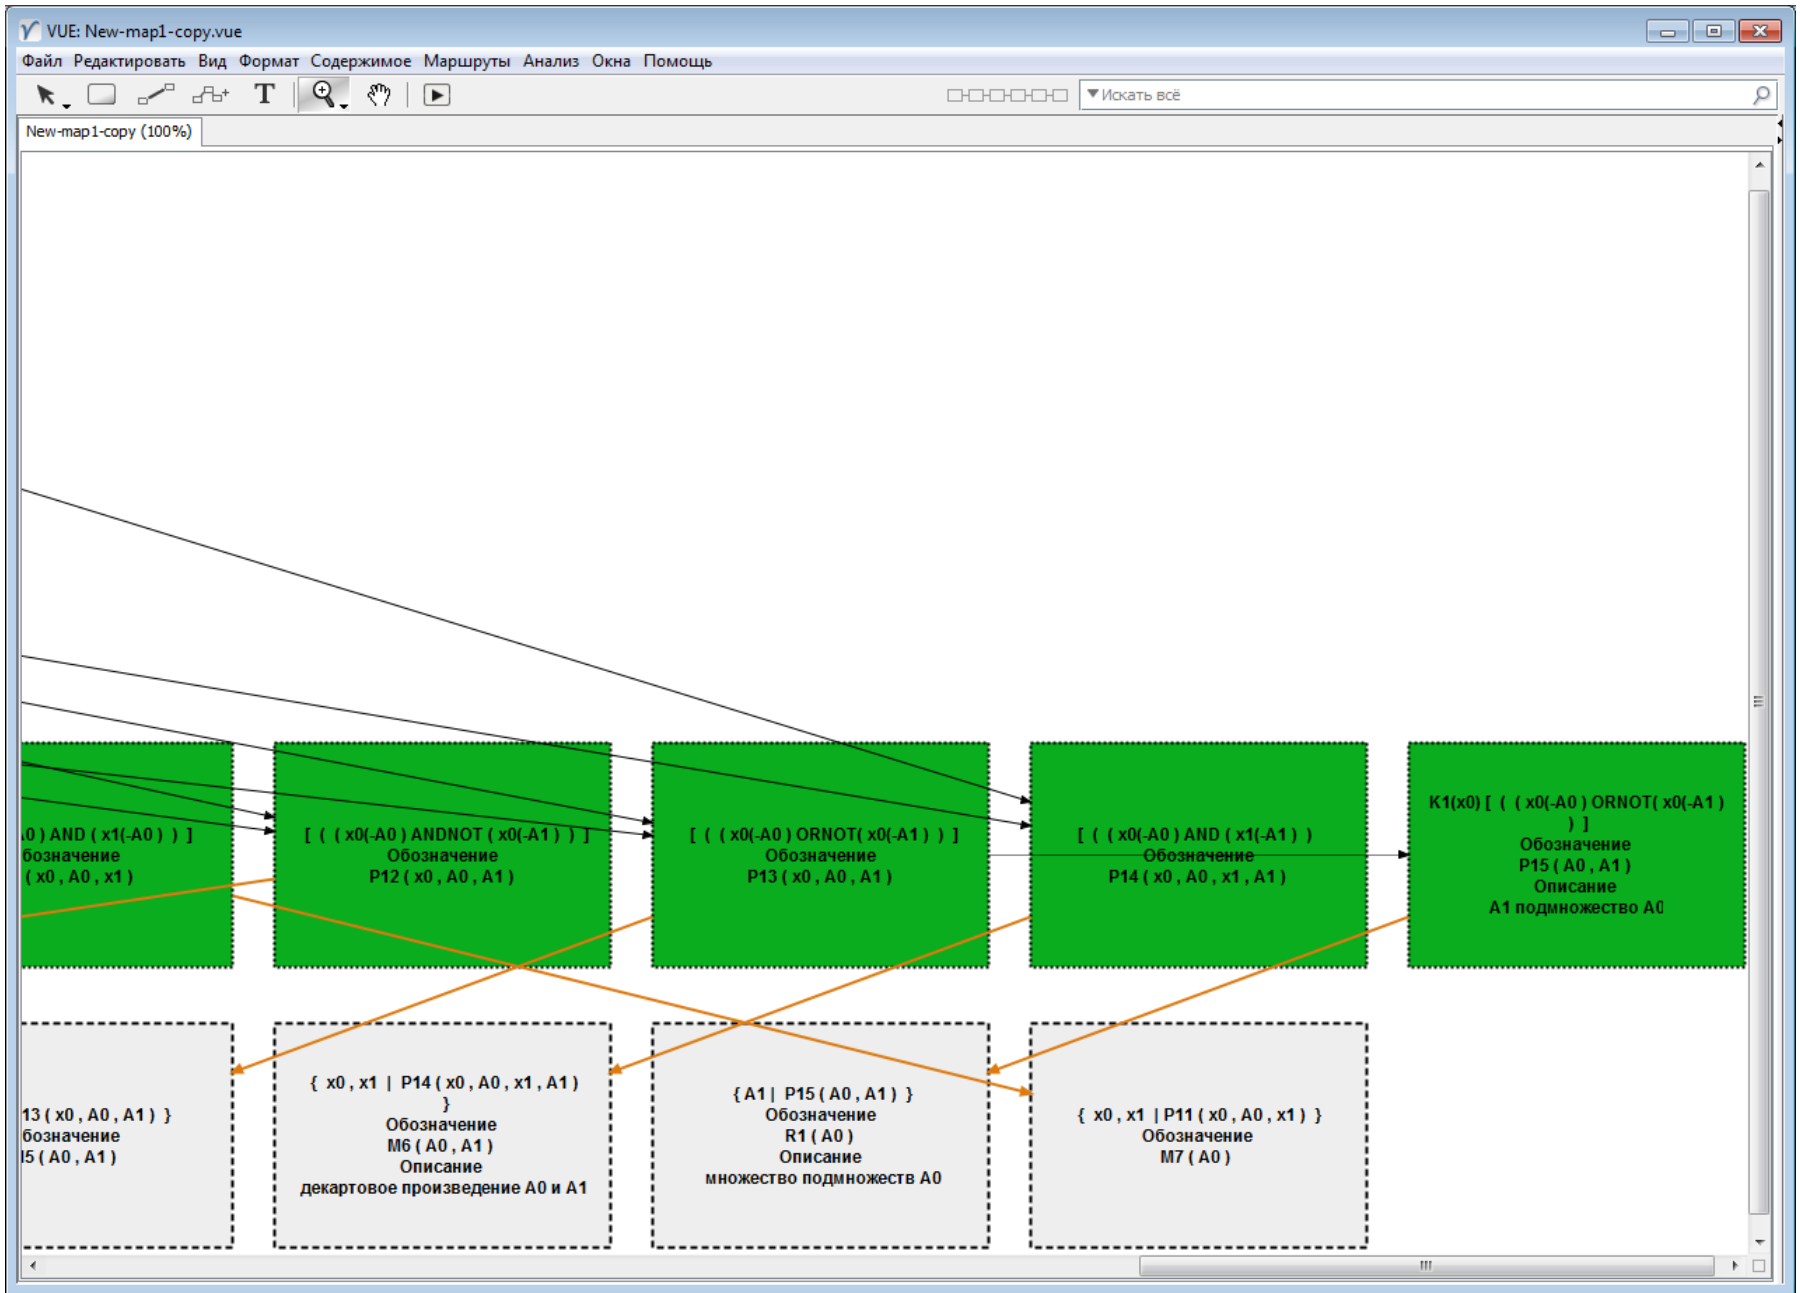 VUE: New-map1-copy.vue
Файл Редактировать Вид Формат Содержимое Маршруты Анализ Окна Помощь
T
Искать всё
New-map1-copy (100%)
) AND ( x1(-A0 ) ) ]
( x0 , A0 , x1 )
[ ( ( x0(-A0 ) ANDNOT ( x0(-A1 ) ) ]
Обозначение
P12 ( x0 , A0 , A1 )
[ ( ( x0(-A0 ) ORNOT( x0(-A1 ) ) ]
Обозначение
P13 ( x0 , A0 , A1 )
[ ( ( x0(-A0 ) AND ( x1(-A1 ) )
Обозначение
P14 ( x0 , A0 , x1 , A1 )
K1(x0) [ ( ( x0(-A0 ) ORNOT( x0(-A1 )
) ]
Обозначение
P15 ( A0 , A1 )
Описание
A1 подмножество A0
13 ( x0 , A0 , A1 ) }
5 ( A0 , A1 )
{ x0 , x1 | P14 ( x0 , A0 , x1 , A1 )
}
Обозначение
M6 ( A0 , A1 )
Описание
декартовое произведение A0 и A1
{ A1 | P15 ( A0 , A1 ) }
Обозначение
R1 ( A0 )
Описание
множество подмножеств A0
{ x0 , x1 | P11 ( x0 , A0 , x1 ) }
Обозначение
M7 ( A0 )